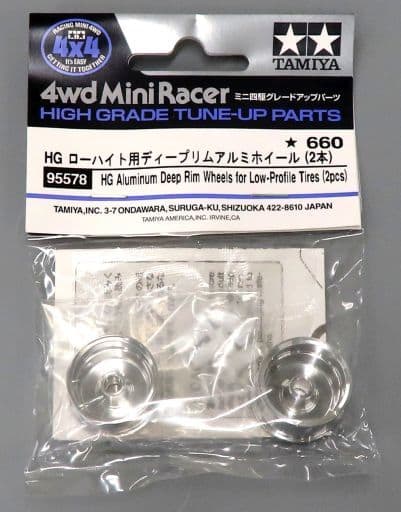 RACING MINI 4WD
4x4
IT'S EASY
GETTING IT TOGETHER
TAMIYA
4wd Mini Racer ミニ四駆グレードアップパーツ
HIGH GRADE TUNE-UP PARTS
★ 660
HG ローハイト用ディープリムアルミホイール (2本)
95578 HG Aluminum Deep Rim Wheels for Low-Profile Tires (2pcs)
TAMIYA, INC. 3-7 ONDAWARA, SURUGA-KU, SHIZUOKA 422-8610 JAPAN
TAMIYA AMERICA, INC. IRVINE, CA